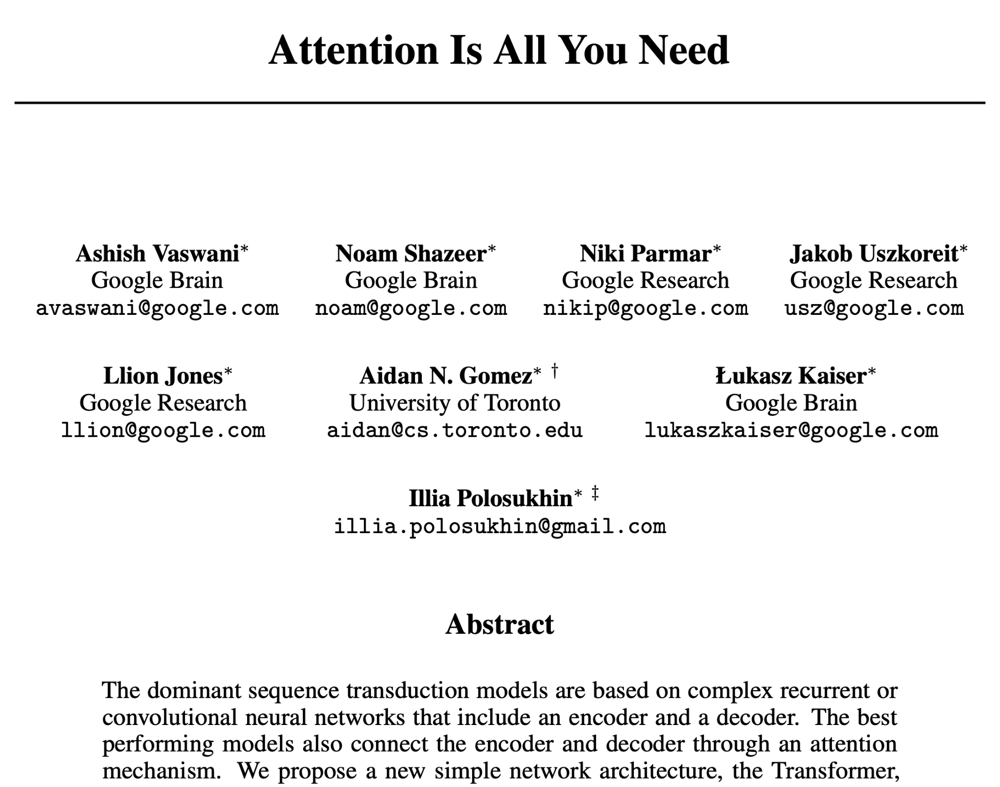 Attention Is All You Need
Ashish Vaswani* Noam Shazeer* Niki Parmar* Jakob Uszkoreit*
Google Brain Google Brain Google Research Google Research
avaswani@google.com noam@google.com nikip@google.com usz@google.com
Llion Jones* Aidan N. Gomez* † Łukasz Kaiser*
Google Research University of Toronto Google Brain
llion@google.com aidan@cs.toronto.edu lukaszkaiser@google.com
Illia Polosukhin* ‡
illia.polosukhin@gmail.com
Abstract
The dominant sequence transduction models are based on complex recurrent or
convolutional neural networks that include an encoder and a decoder. The best
performing models also connect the encoder and decoder through an attention
mechanism. We propose a new simple network architecture, the Transformer,